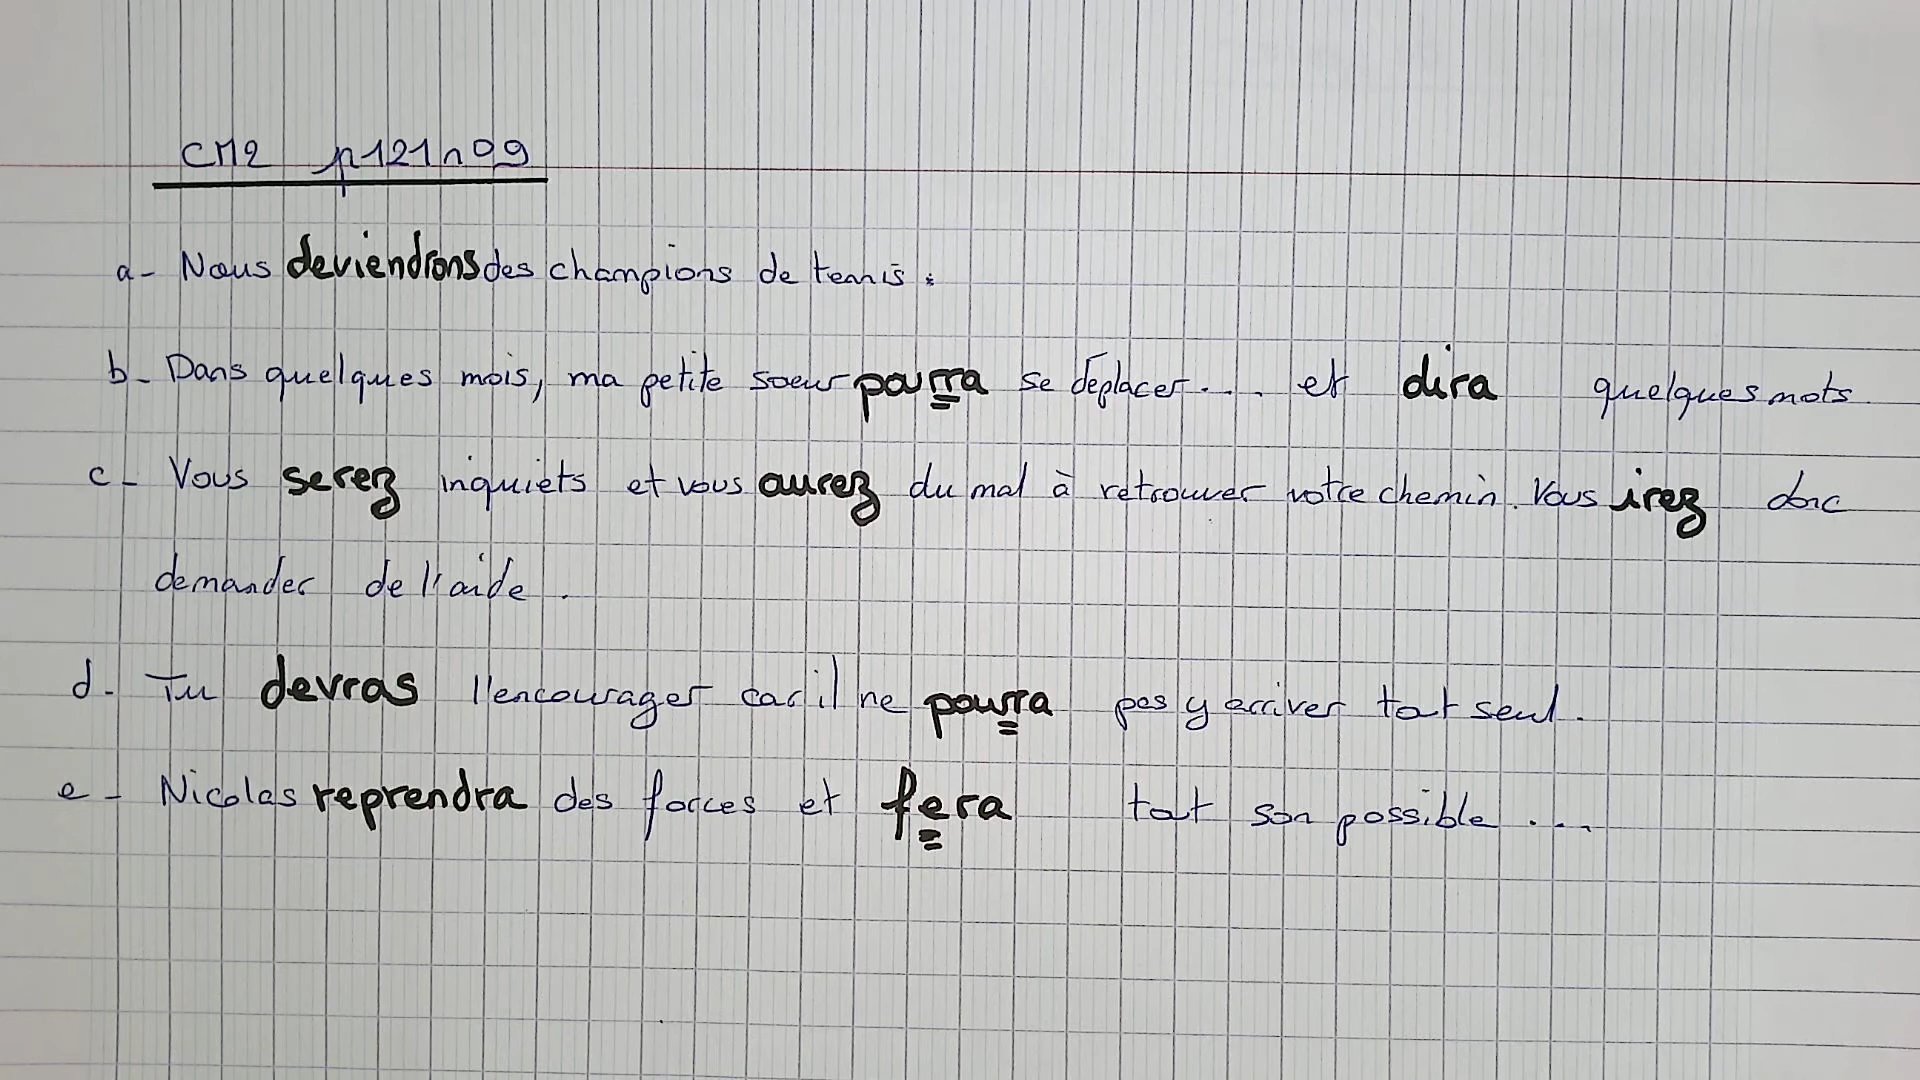 CM2 p121n09
a- Nous deviendrons des champions de tennis.
b- Dans quelques mois, ma petite soeur pourra se déplacer.... et dira quelques mots.
c- Vous serez inquiets et vous aurez du mal à retrouver votre chemin. Vous irez donc
demander de l'aide.
d- Tu devras l'encourager car il ne pourra pas y arriver tout seul.
e- Nicolas reprendra des forces et fera tout son possible ...